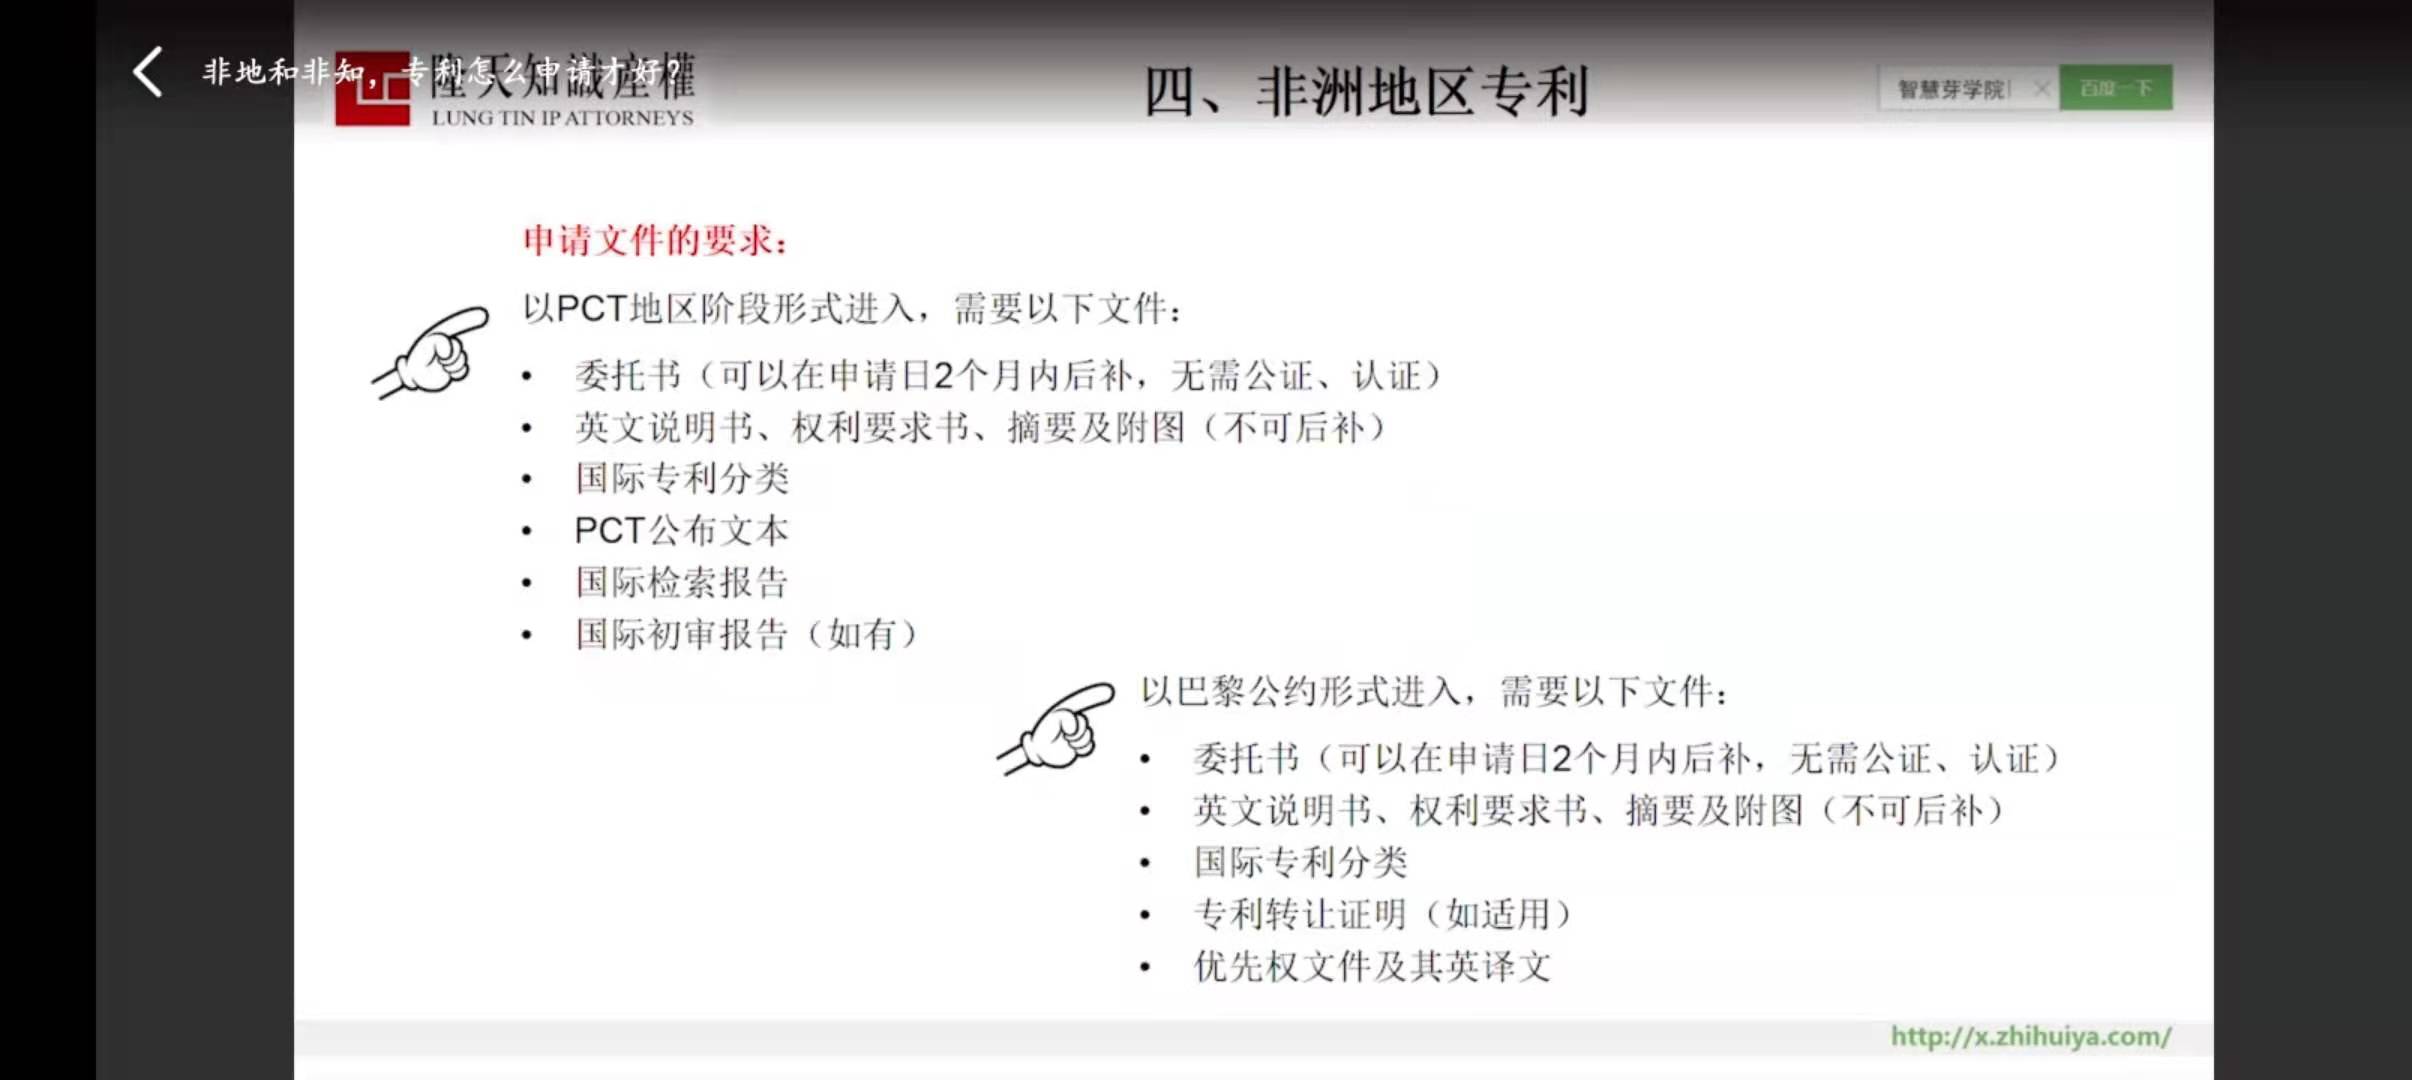 非地和非知，专利怎么申请才好？
隆天知識產權
LUNG TIN IP ATTORNEYS
四、非洲地区专利
智慧芽学院
百度一下
申请文件的要求：
以PCT地区阶段形式进入，需要以下文件：
• 委托书（可以在申请日2个月内后补，无需公证、认证）
• 英文说明书、权利要求书、摘要及附图（不可后补）
• 国际专利分类
• PCT公布文本
• 国际检索报告
• 国际初审报告（如有）
以巴黎公约形式进入，需要以下文件：
• 委托书（可以在申请日2个月内后补，无需公证、认证）
• 英文说明书、权利要求书、摘要及附图（不可后补）
• 国际专利分类
• 专利转让证明（如适用）
• 优先权文件及其英译文
http://x.zhihuiya.com/